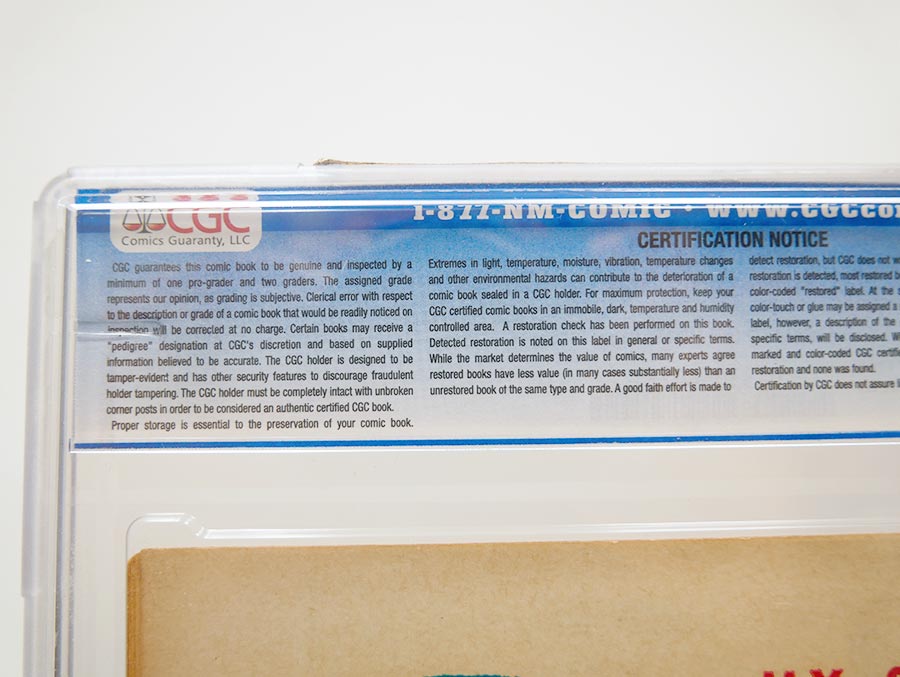 CGC
Comics Guaranty, LLC
1-877-NM-COMIC · WWW.CGCco
CERTIFICATION NOTICE
CGC guarantees this comic book to be genuine and inspected by a
minimum of one pro-grader and two graders. The assigned grade
represents our opinion, as grading is subjective. Clerical error with respect
to the description or grade of a comic book that would be readily noticed on
inspection will be corrected at no charge. Certain books may receive a
"pedigree" designation at CGC's discretion and based on supplied
information believed to be accurate. The CGC holder is designed to be
tamper-evident and has other security features to discourage fraudulent
holder tampering. The CGC holder must be completely intact with unbroken
corner posts in order to be considered an authentic certified CGC book.
Proper storage is essential to the preservation of your comic book.
Extremes in light, temperature, moisture, vibration, temperature changes
and other environmental hazards can contribute to the deterioration of a
comic book sealed in a CGC holder. For maximum protection, keep your
CGC certified comic books in an immobile, dark, temperature and humidity
controlled area. A restoration check has been performed on this book.
Detected restoration is noted on this label in general or specific terms.
While the market determines the value of comics, many experts agree
restored books have less value (in many cases substantially less) than an
unrestored book of the same type and grade. A good faith effort is made to
detect restoration, but CGC does not w
restoration is detected, most restored b
color-coded "restored" label. At the s
color-touch or glue may be assigned a
label, however, a description of the
specific terms, will be disclosed. W
marked and color-coded CGC certifi
restoration and none was found.
Certification by CGC does not assure li